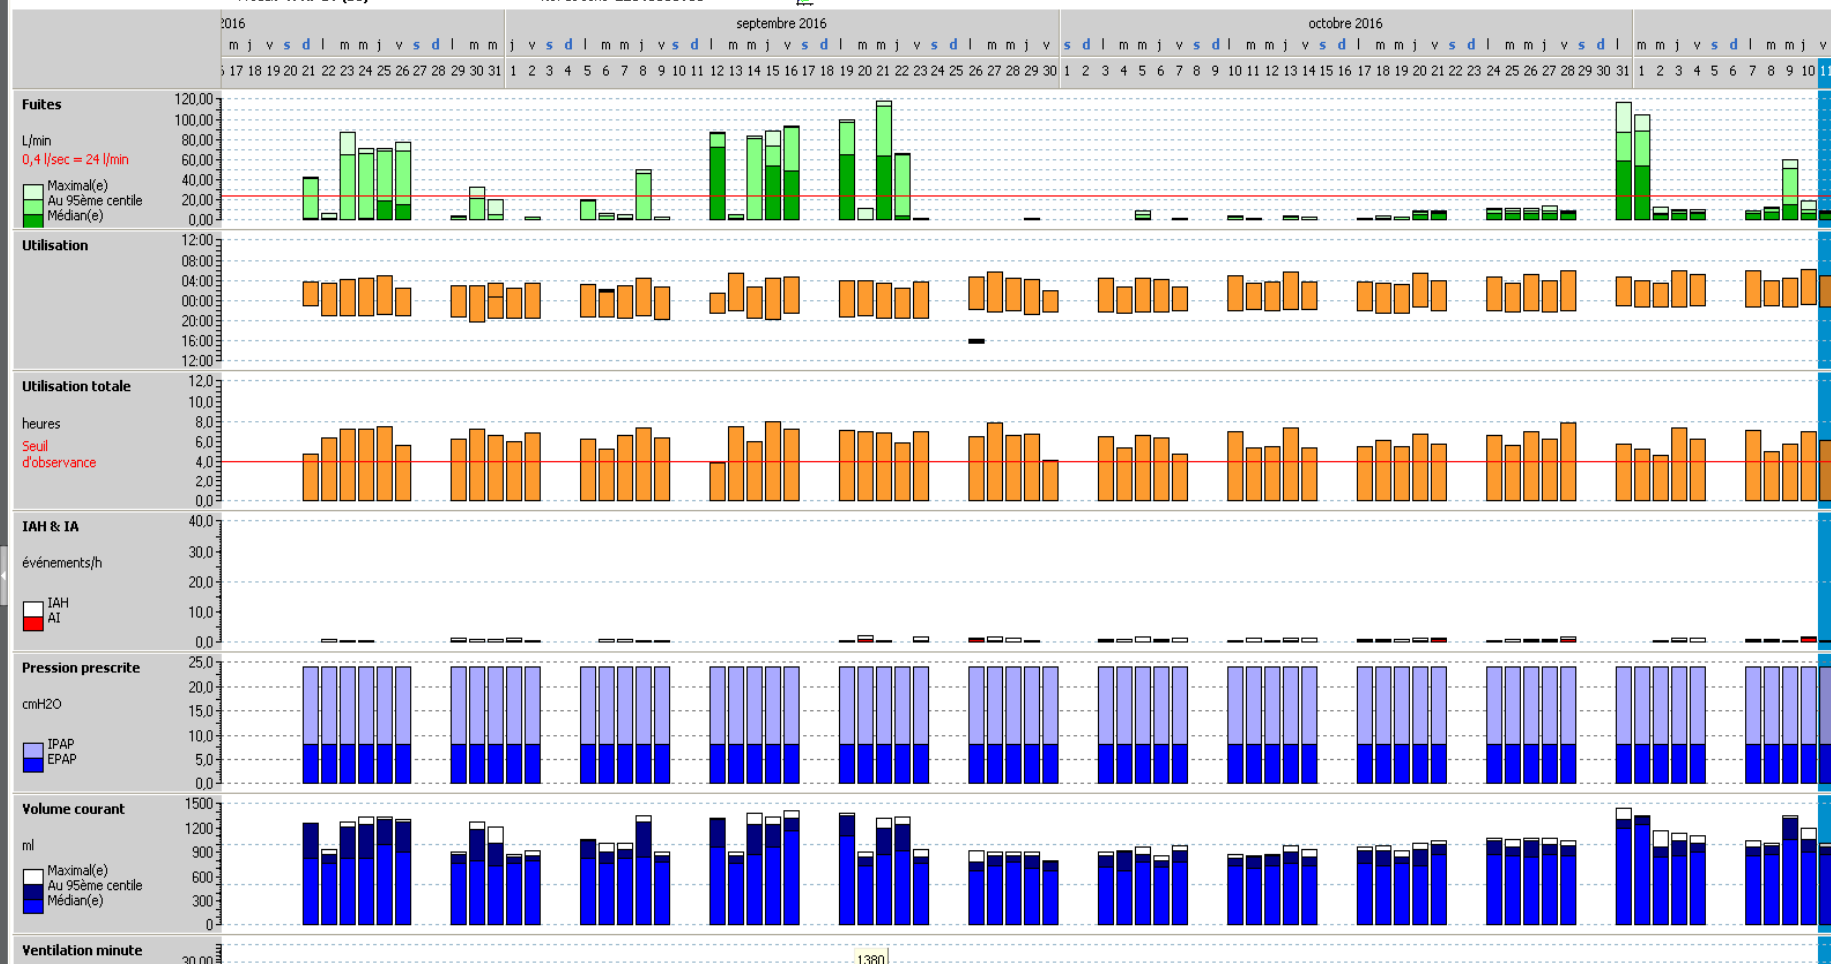 2016 septembre 2016 octobre 2016
m j v s d l m m j v s d l m m j v s d l m m j v s d l m m j v s d l m m j v s d l m m j v s d l m m j v s d l m m j v s d l m m j v s d l m m j v s d l m m j v s d l m m j v s d l m m j v
17 18 19 20 21 22 23 24 25 26 27 28 29 30 31 1 2 3 4 5 6 7 8 9 10 11 12 13 14 15 16 17 18 19 20 21 22 23 24 25 26 27 28 29 30 1 2 3 4 5 6 7 8 9 10 11 12 13 14 15 16 17 18 19 20 21 22 23 24 25 26 27 28 29 30 31 1 2 3 4 5 6 7 8 9 10 11
Fuites
L/min
0,4 l/sec = 24 l/min
Maximal(e)
Au 95ème centile
Médian(e)
120,00
100,00
80,00
60,00
40,00
20,00
0,00
Utilisation
12:00
08:00
04:00
00:00
20:00
16:00
12:00
Utilisation totale
heures
Seuil
d'observance
12,0
10,0
8,0
6,0
4,0
2,0
0,0
IAH & IA
événements/h
IAH
AI
40,0
30,0
20,0
10,0
0,0
Pression prescrite
cmH2O
IPAP
EPAP
25,0
20,0
15,0
10,0
5,0
0,0
Volume courant
ml
Maximal(e)
Au 95ème centile
Médian(e)
1500
1200
900
600
300
0
Ventilation minute
30,00
1380